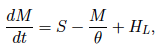 dM/dt = S − M/θ + H_L,